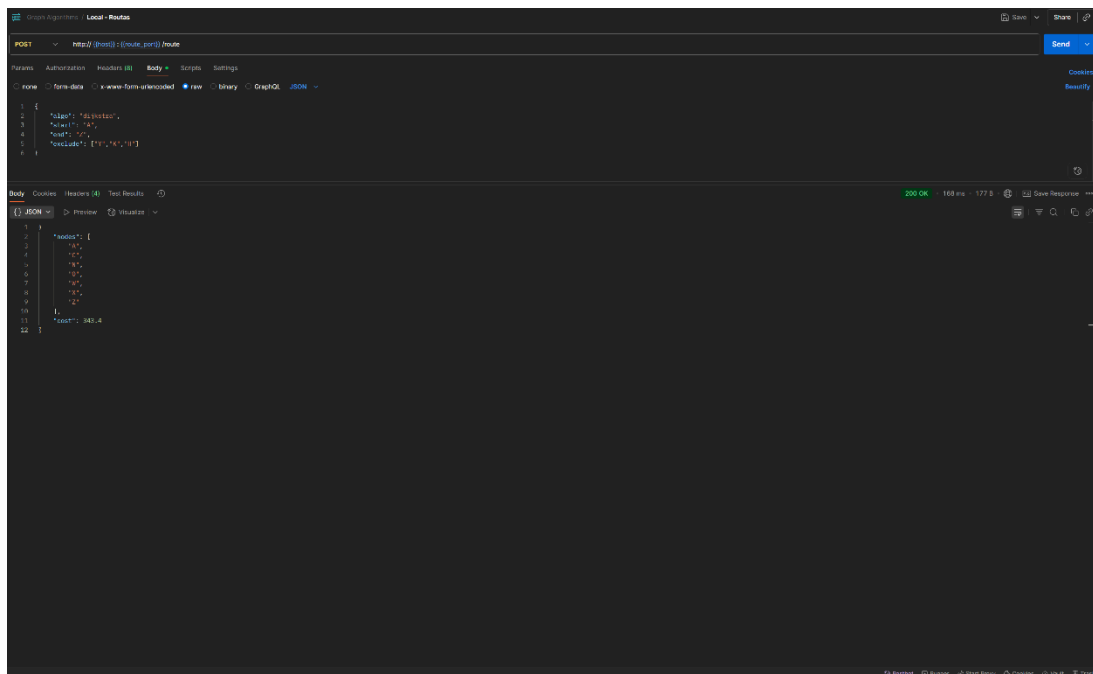 Graph Algorithms / Local - Routas
Save
Share
POST
http:// {{host}} : {{route_port}} /route
Send
Params Authorization Headers (8) Body Scripts Settings
Cookies
none form-data x-www-form-urlencoded raw binary GraphQL JSON
Beautify
1 {
2 "algo": "dijkstra",
3 "start": "A",
4 "end": "Z",
5 "exclude":
6 }
Body Cookies Headers (4) Test Results
200 OK 168 ms 177 B Save Response
{} JSON Preview Visualize
1
2 "nodes": [
3 "A",
4 "C",
5
6
7
8
9 "Z"
10 ],
11 "cost": 343.4
12 }